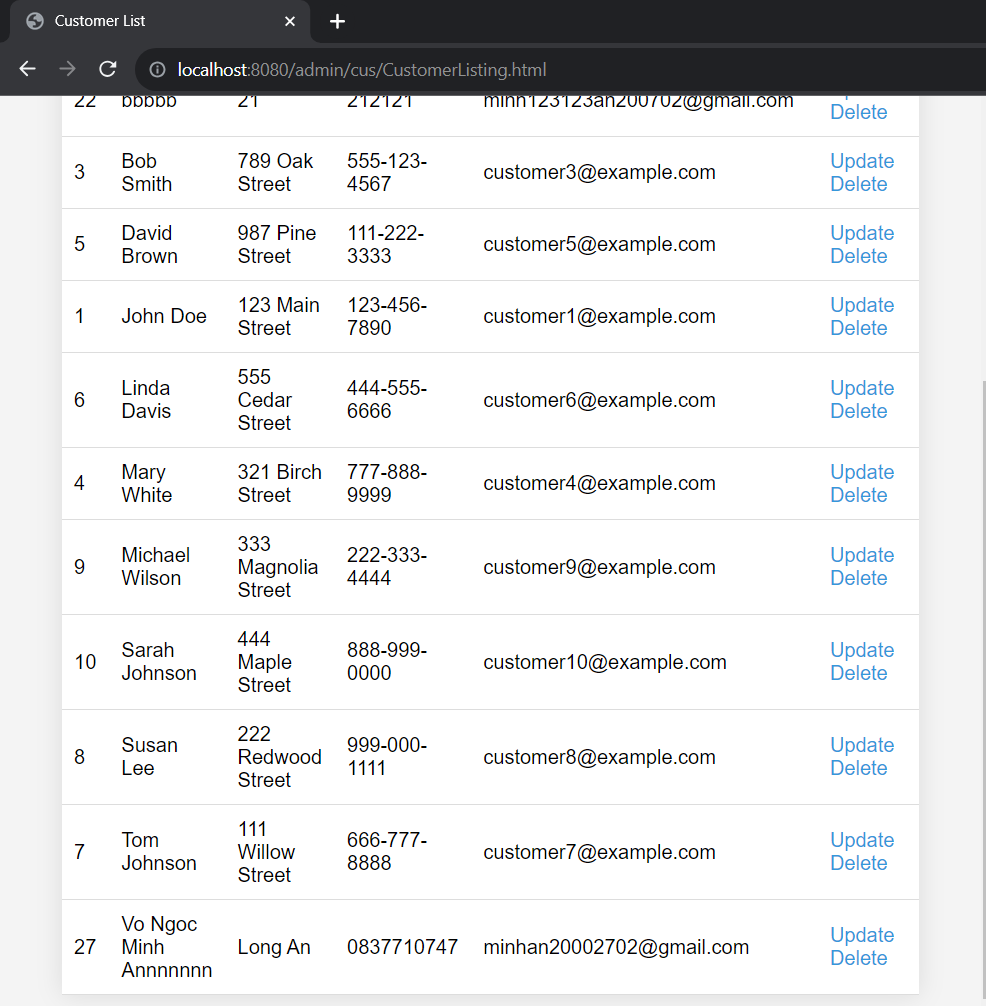 Customer List
localhost:8080/admin/cus/CustomerListing.html
22 bbbbb 21 212121 minh123123an200702@gmail.com
Delete
3 Bob Smith 789 Oak Street 555-123-4567 customer3@example.com Update Delete
5 David Brown 987 Pine Street 111-222-3333 customer5@example.com Update Delete
1 John Doe 123 Main Street 123-456-7890 customer1@example.com Update Delete
6 Linda Davis 555 Cedar Street 444-555-6666 customer6@example.com Update Delete
4 Mary White 321 Birch Street 777-888-9999 customer4@example.com Update Delete
9 Michael Wilson 333 Magnolia Street 222-333-4444 customer9@example.com Update Delete
10 Sarah Johnson 444 Maple Street 888-999-0000 customer10@example.com Update Delete
8 Susan Lee 222 Redwood Street 999-000-1111 customer8@example.com Update Delete
7 Tom Johnson 111 Willow Street 666-777-8888 customer7@example.com Update Delete
27 Vo Ngoc Minh Annnnnnn Long An 0837710747 minhan20002702@gmail.com Update Delete